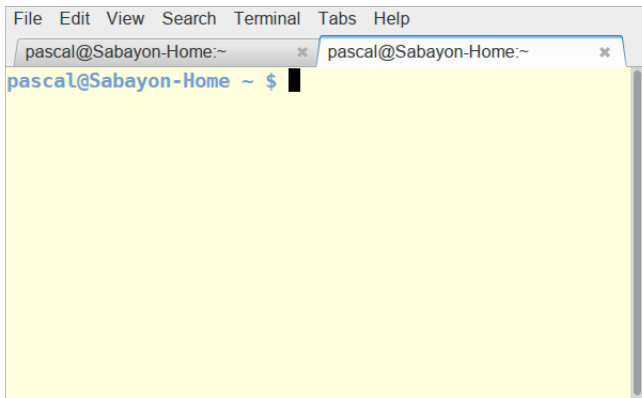 File Edit View Search Terminal Tabs Help
pascal@Sabayon-Home:~ pascal@Sabayon-Home:~
pascal@Sabayon-Home ~ $